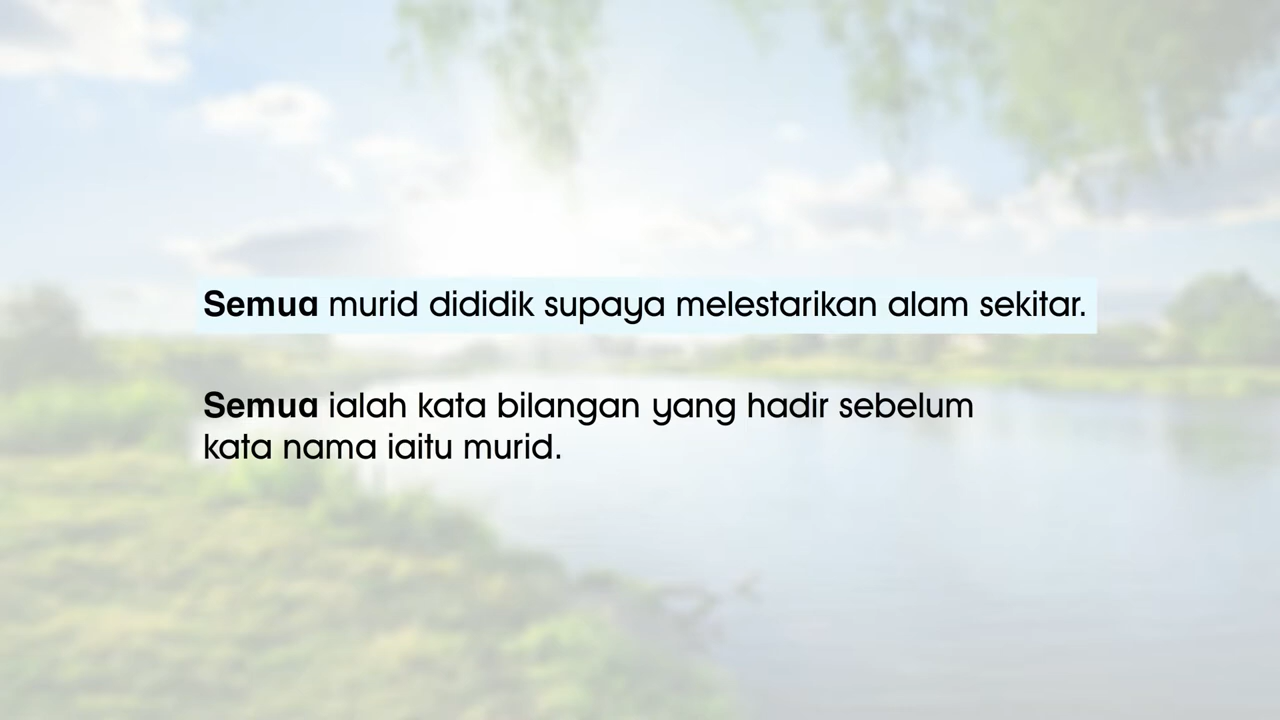 Semua murid dididik supaya melestarikan alam sekitar.
Semua ialah kata bilangan yang hadir sebelum
kata nama iaitu murid.